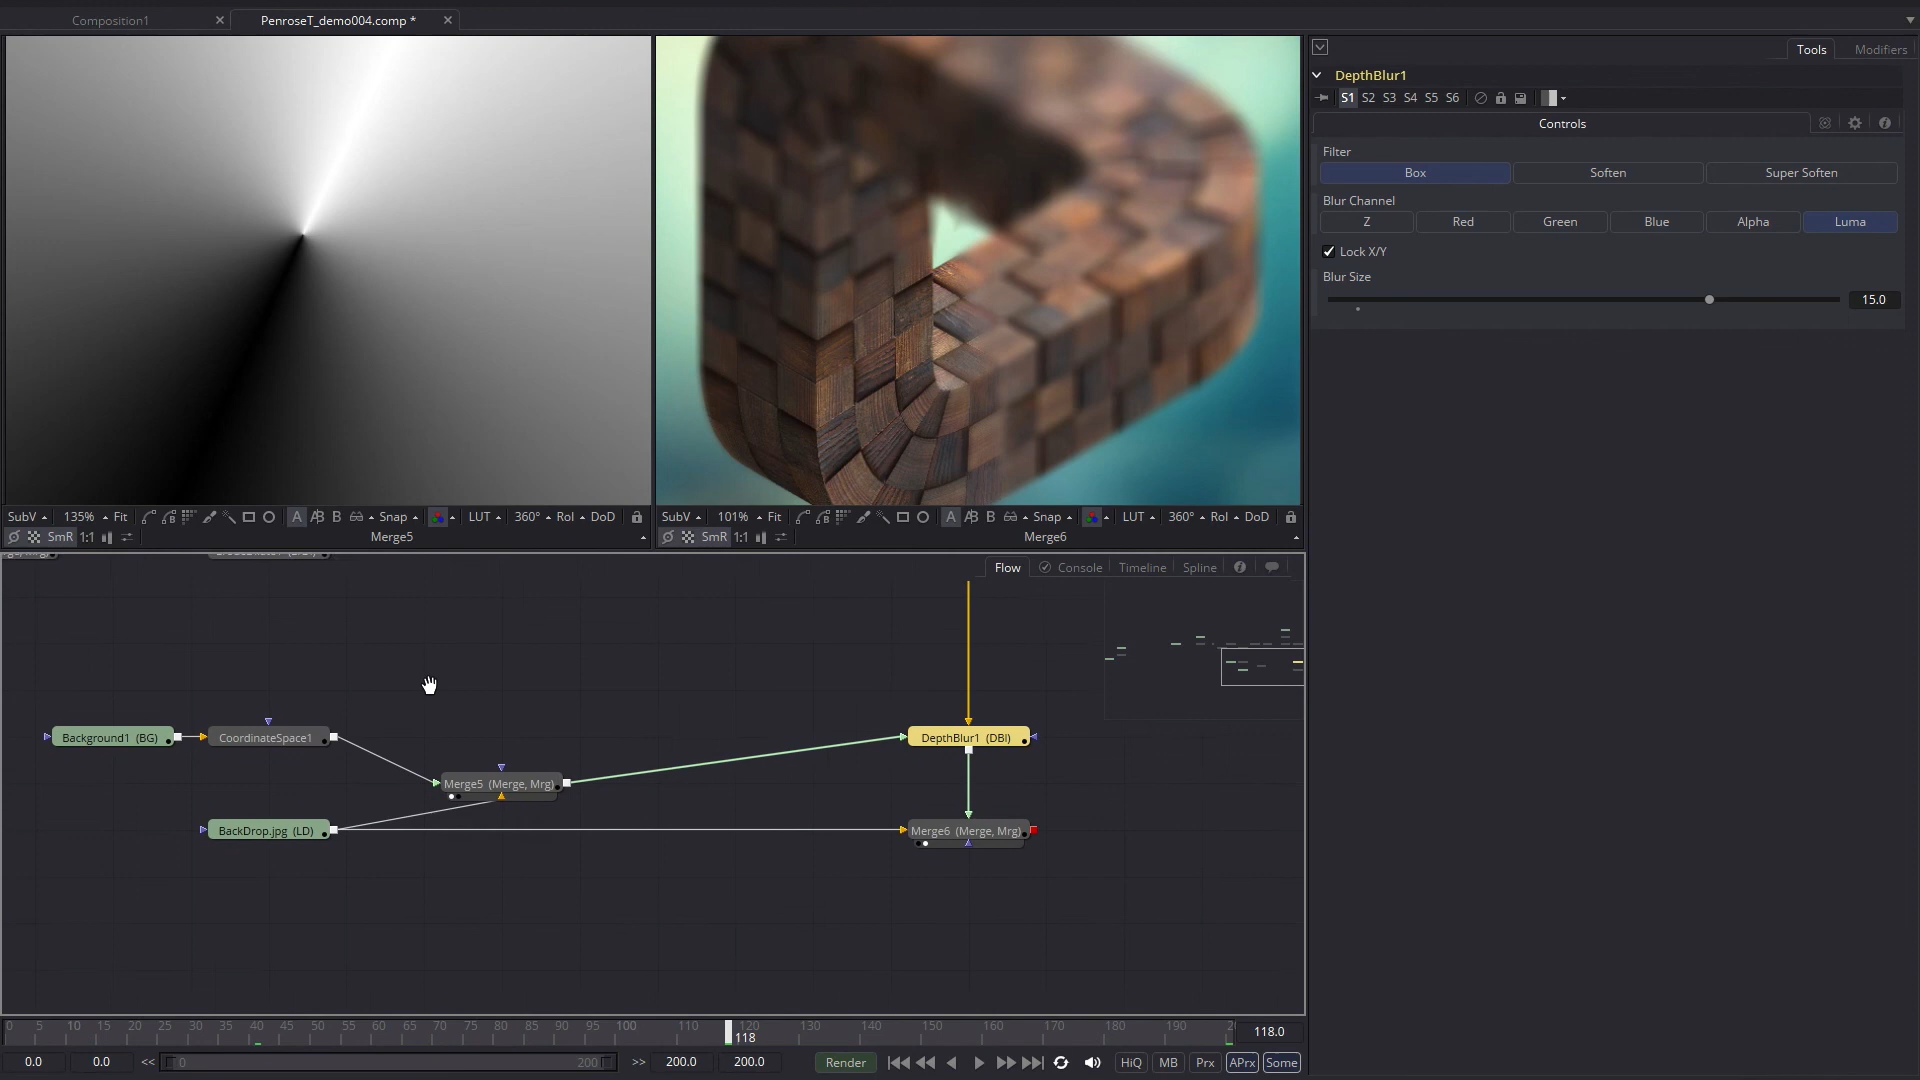 Composition1
PenroseT_demo004.comp *
Tools
Modifiers
DepthBlur1
S1 S2 S3 S4 S5 S6
Controls
Filter
Box Soften Super Soften
Blur Channel
Z Red Green Blue Alpha Luma
Lock X/Y
Blur Size
15.0
SubV 135% Fit A B Snap LUT 360° RoI DoD
SmR 1:1 Merge5
SubV 101% Fit A B Snap LUT 360° RoI DoD
SmR 1:1 Merge6
Flow Console Timeline Spline
Background1 (BG)
CoordinateSpace1
DepthBlur1 (DBl)
Merge5 (Merge, Mrg)
BackDrop.jpg (LD)
Merge6 (Merge, Mrg)
0 5 10 15 20 25 30 35 40 45 50 55 60 65 70 75 80 85 90 95 100 110 120 130 140 150 160 170 180 190
118
118.0
0.0 0.0 << 0 200 >> 200.0 200.0 Render HiQ MB Prx APrx Some